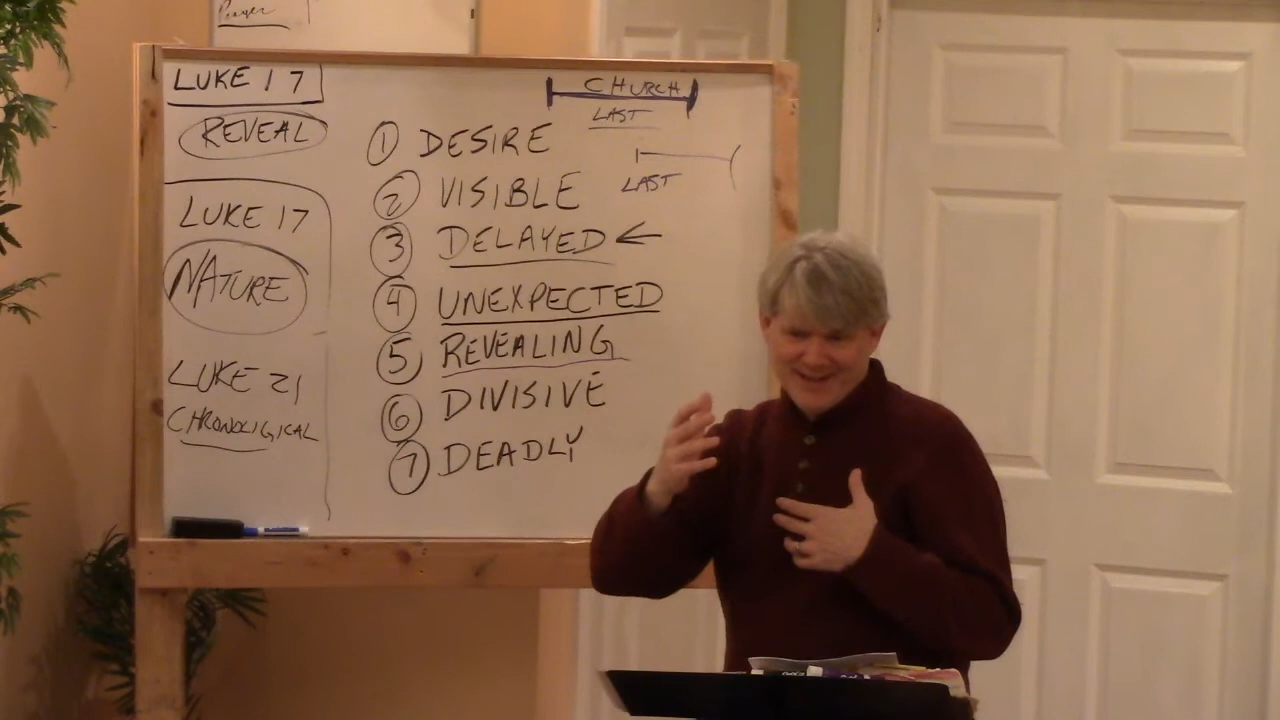 Prayer
LUKE 17
REVEAL
LUKE 17
NATURE
LUKE 21
CHRONOLIGICAL
① DESIRE
② VISIBLE
③ DELAYED ←
④ UNEXPECTED
⑤ REVEALING
⑥ DIVISIVE
⑦ DEADLY
CHURCH
LAST
LAST